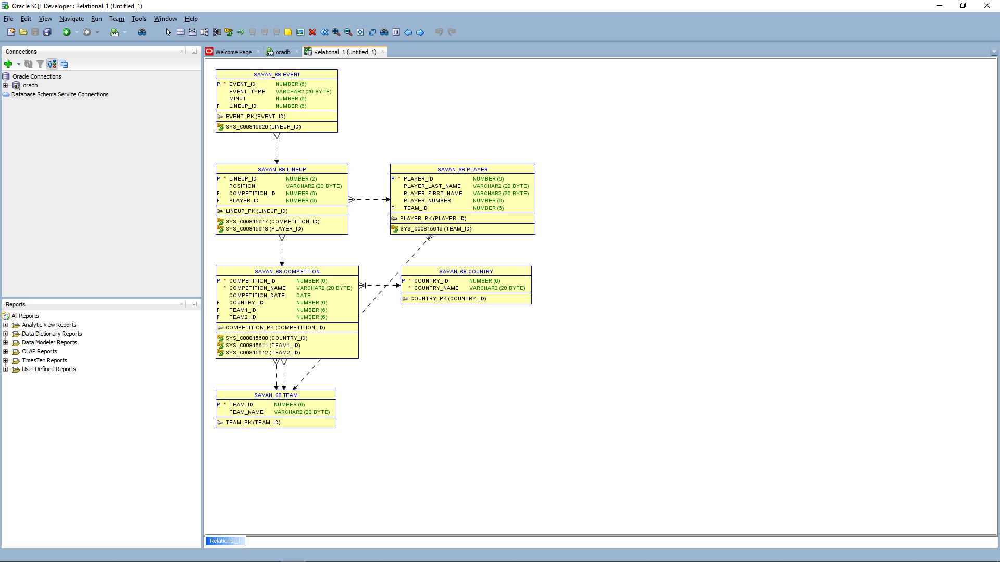 Oracle SQL Developer : Relational_1 (Untitled_1)
File Edit View Navigate Run Team Tools Window Help
Connections
Oracle Connections
oradb
Database Schema Service Connections
Reports
All Reports
Analytic View Reports
Data Dictionary Reports
Data Modeler Reports
OLAP Reports
TimesTen Reports
User Defined Reports
Welcome Page oradb Relational_1 (Untitled_1)
SAVAN_68.EVENT
P * EVENT_ID NUMBER (6)
EVENT_TYPE VARCHAR2 (20 BYTE)
MINUT NUMBER (6)
F LINEUP_ID NUMBER (6)
EVENT_PK (EVENT_ID)
SYS_C00815620 (LINEUP_ID)
SAVAN_68.LINEUP
P * LINEUP_ID NUMBER (2)
POSITION VARCHAR2 (20 BYTE)
F COMPETITION_ID NUMBER (6)
F PLAYER_ID NUMBER (6)
LINEUP_PK (LINEUP_ID)
SYS_C00815617 (COMPETITION_ID)
SYS_C00815618 (PLAYER_ID)
SAVAN_68.PLAYER
P * PLAYER_ID NUMBER (6)
PLAYER_LAST_NAME VARCHAR2 (20 BYTE)
PLAYER_FIRST_NAME VARCHAR2 (20 BYTE)
PLAYER_NUMBER NUMBER (6)
F TEAM_ID NUMBER (6)
PLAYER_PK (PLAYER_ID)
SYS_C00815619 (TEAM_ID)
SAVAN_68.COMPETITION
P * COMPETITION_ID NUMBER (6)
* COMPETITION_NAME VARCHAR2 (20 BYTE)
COMPETITION_DATE DATE
F COUNTRY_ID NUMBER (6)
F TEAM1_ID NUMBER (6)
F TEAM2_ID NUMBER (6)
COMPETITION_PK (COMPETITION_ID)
SYS_C00815600 (COUNTRY_ID)
SYS_C00815611 (TEAM1_ID)
SYS_C00815612 (TEAM2_ID)
SAVAN_68.COUNTRY
P * COUNTRY_ID NUMBER (6)
* COUNTRY_NAME VARCHAR2 (20 BYTE)
COUNTRY_PK (COUNTRY_ID)
SAVAN_68.TEAM
P * TEAM_ID NUMBER (6)
TEAM_NAME VARCHAR2 (20 BYTE)
TEAM_PK (TEAM_ID)
Relational_1